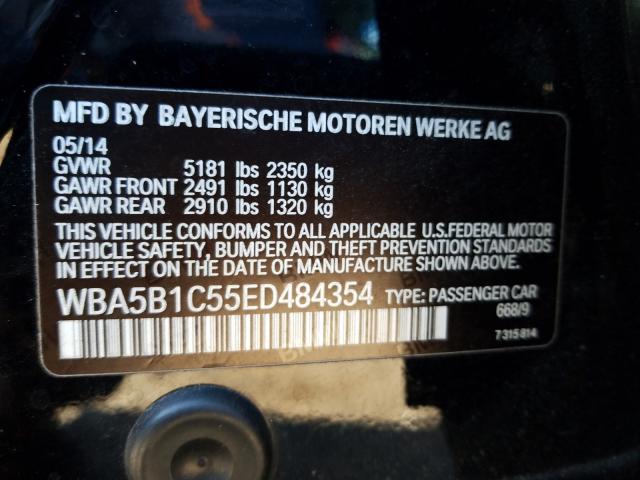 MFD BY BAYERISCHE MOTOREN WERKE AG
05/14
GVWR 5181 lbs 2350 kg
GAWR FRONT 2491 lbs 1130 kg
GAWR REAR 2910 lbs 1320 kg
THIS VEHICLE CONFORMS TO ALL APPLICABLE U.S.FEDERAL MOTOR
VEHICLE SAFETY, BUMPER AND THEFT PREVENTION STANDARDS
IN EFFECT ON THE DATE OF MANUFACTURE SHOWN ABOVE.
WBA5B1C55ED484354 TYPE: PASSENGER CAR
668/9
7 315 814